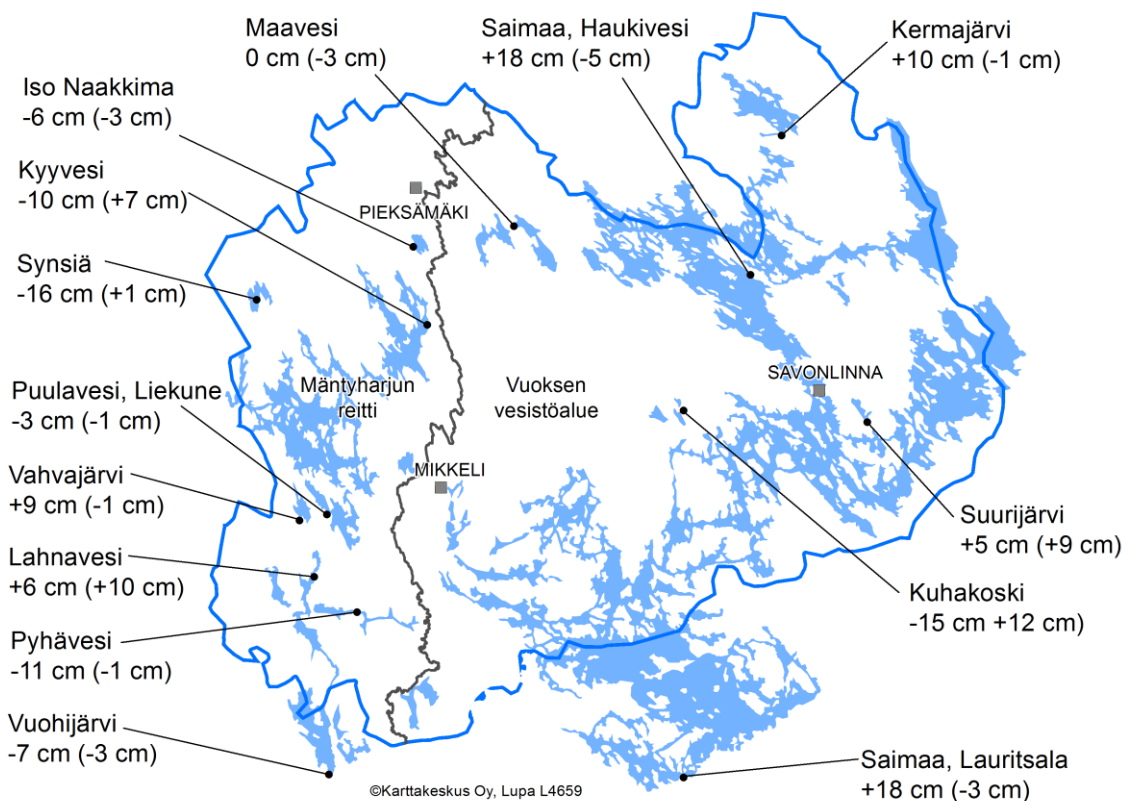 Maavesi
0 cm (-3 cm)
Saimaa, Haukivesi
+18 cm (-5 cm)
Kermajärvi
+10 cm (-1 cm)
Iso Naakkima
-6 cm (-3 cm)
Kyyvesi
-10 cm (+7 cm)
PIEKSÄMÄKI
Synsiä
-16 cm (+1 cm)
Puulavesi, Liekune
-3 cm (-1 cm)
Mäntyharjun
reitti
Vuoksen
vesistöalue
SAVONLINNA
Vahvajärvi
+9 cm (-1 cm)
MIKKELI
Lahnavesi
+6 cm (+10 cm)
Suurijärvi
+5 cm (+9 cm)
Kuhakoski
-15 cm +12 cm)
Pyhävesi
-11 cm (-1 cm)
Vuohijärvi
-7 cm (-3 cm)
Saimaa, Lauritsala
+18 cm (-3 cm)
©Karttakeskus Oy, Lupa L4659